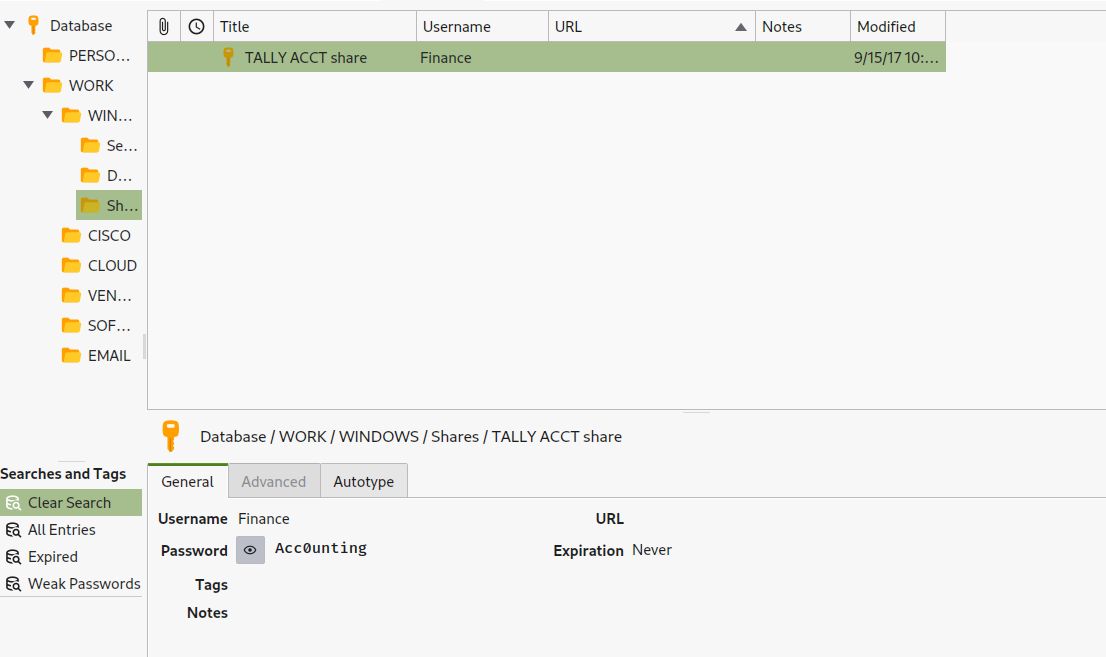 Database
PERSO…
WORK
WIN…
Se…
D…
Sh…
CISCO
CLOUD
VEN…
SOF…
EMAIL
Searches and Tags
Clear Search
All Entries
Expired
Weak Passwords
Title Username URL Notes Modified
TALLY ACCT share Finance 9/15/17 10:…
Database / WORK / WINDOWS / Shares / TALLY ACCT share
General Advanced Autotype
Username Finance URL
Password Acc0unting Expiration Never
Tags
Notes